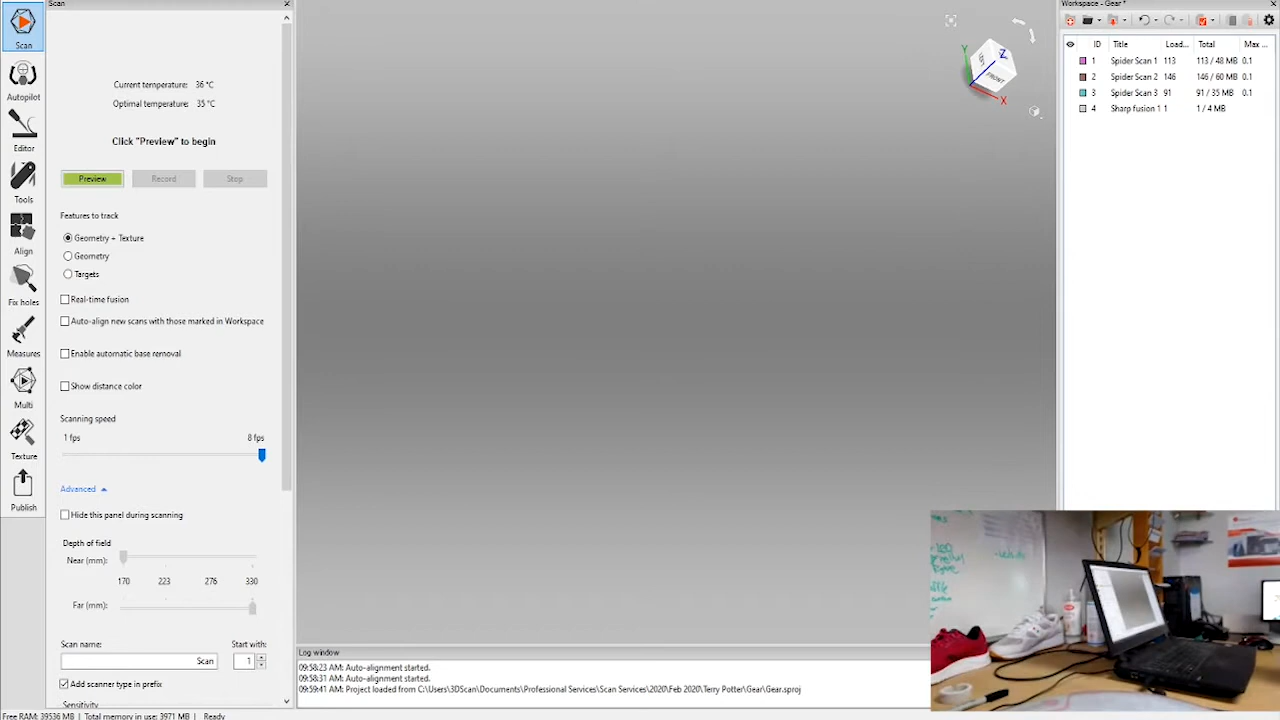 Scan
Workspace - Gear *
Scan
Autopilot
Editor
Tools
Align
Fix holes
Measures
Multi
Texture
Publish
Current temperature: 36 °C
Optimal temperature: 35 °C
Click "Preview" to begin
Preview Record Stop
Features to track
Geometry + Texture
Geometry
Targets
Real-time fusion
Auto-align new scans with those marked in Workspace
Enable automatic base removal
Show distance color
Scanning speed
1 fps 8 fps
Advanced
Hide this panel during scanning
Depth of field
Near (mm):
170 223 276 330
Far (mm):
Scan name: Start with:
Scan 1
Add scanner type in prefix
Sensitivity
Z
Y
X
FRONT
ID Title Load... Total Max ...
1 Spider Scan 1 113 113 / 48 MB 0.1
2 Spider Scan 2 146 146 / 60 MB 0.1
3 Spider Scan 3 91 91 / 35 MB 0.1
4 Sharp fusion 1 1 1 / 4 MB
Log window
09:58:23 AM: Auto-alignment started.
09:58:31 AM: Auto-alignment started.
09:59:41 AM: Project loaded from C:\Users\3DScan\Documents\Professional Services\Scan Services\2020\Feb 2020\Terry Potter\Gear\Gear.sproj
Free RAM: 39536 MB Total memory in use: 3971 MB Ready